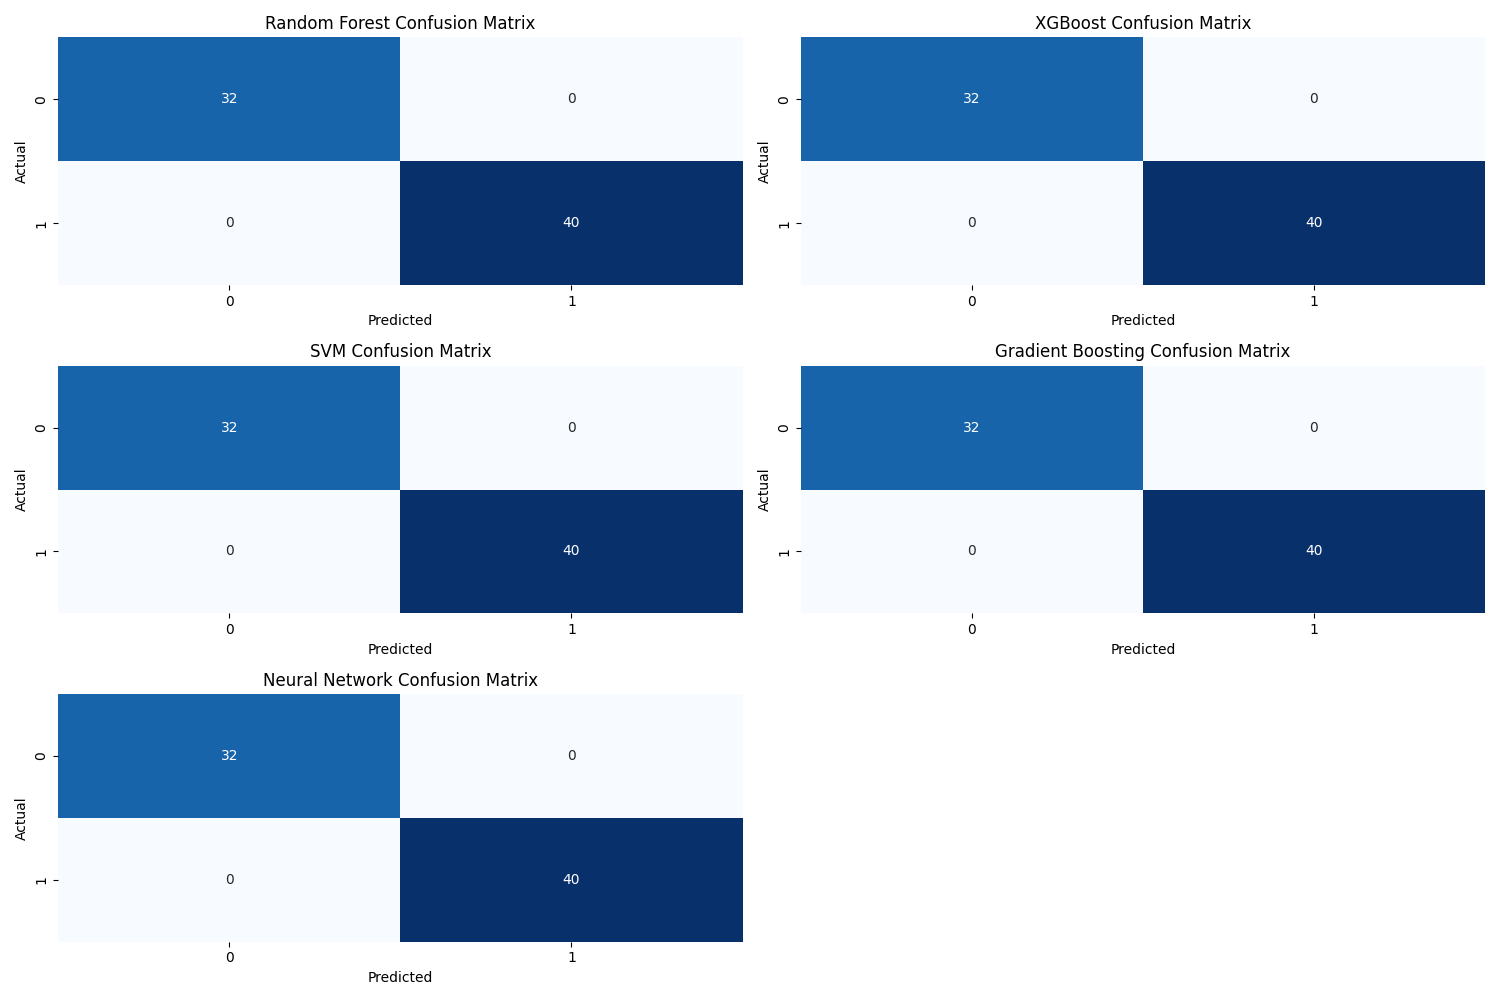 Random Forest Confusion Matrix
0
32
0
Actual
1
0
40
0
1
Predicted
XGBoost Confusion Matrix
0
32
0
Actual
1
0
40
0
1
Predicted
SVM Confusion Matrix
0
32
0
Actual
1
0
40
0
1
Predicted
Gradient Boosting Confusion Matrix
0
32
0
Actual
1
0
40
0
1
Predicted
Neural Network Confusion Matrix
0
32
0
Actual
1
0
40
0
1
Predicted